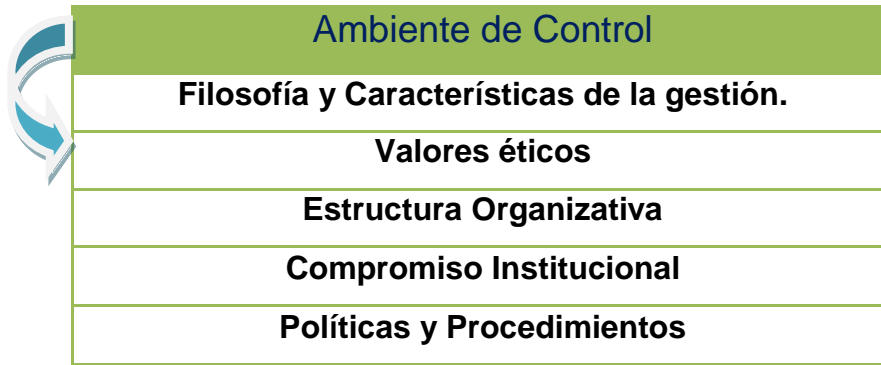 Ambiente de Control
Filosofía y Características de la gestión.
Valores éticos
Estructura Organizativa
Compromiso Institucional
Políticas y Procedimientos